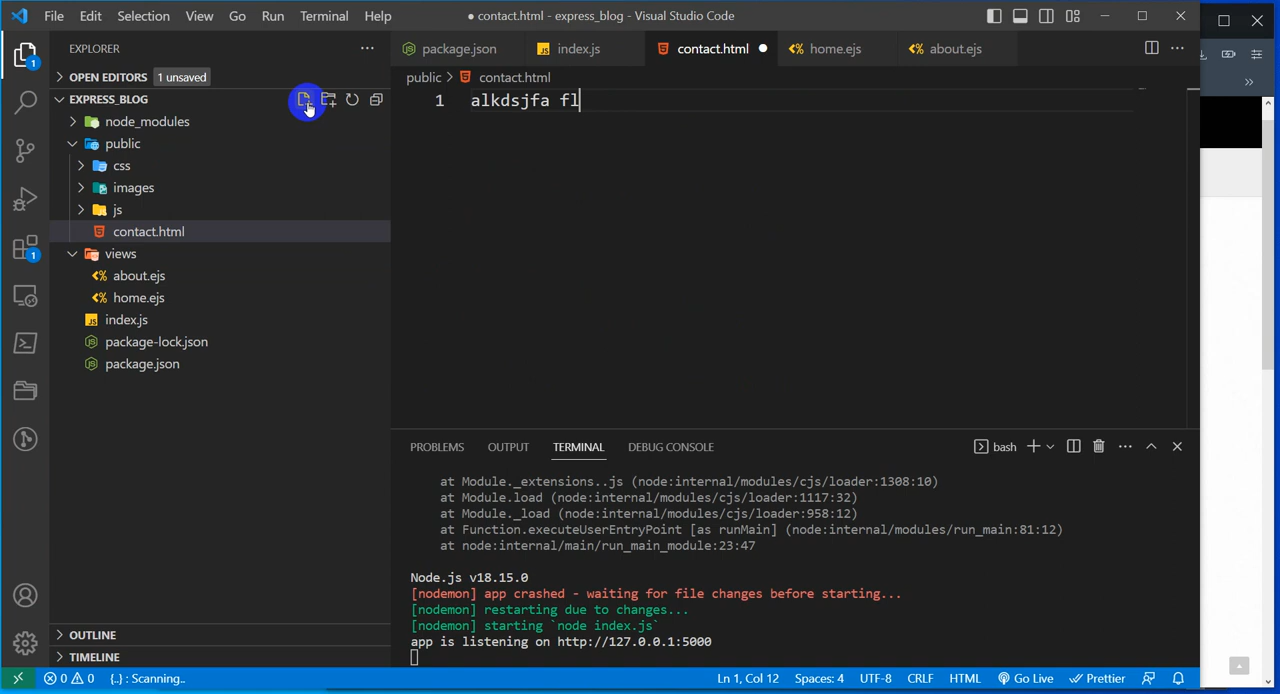 File Edit Selection View Go Run Terminal Help
● contact.html - express_blog - Visual Studio Code
EXPLORER
package.json
index.js
contact.html
home.ejs
about.ejs
OPEN EDITORS 1 unsaved
public > contact.html
EXPRESS_BLOG
1 alkdsjfa fl
node_modules
public
css
images
js
contact.html
views
about.ejs
home.ejs
index.js
package-lock.json
package.json
PROBLEMS OUTPUT TERMINAL DEBUG CONSOLE
bash
at Module._extensions..js (node:internal/modules/cjs/loader:1308:10)
at Module.load (node:internal/modules/cjs/loader:1117:32)
at Module._load (node:internal/modules/cjs/loader:958:12)
at Function.executeUserEntryPoint [as runMain] (node:internal/modules/run_main:81:12)
at node:internal/main/run_main_module:23:47
Node.js v18.15.0
[nodemon] app crashed - waiting for file changes before starting...
[nodemon] restarting due to changes...
[nodemon] starting `node index.js`
app is listening on http://127.0.0.1:5000
OUTLINE
TIMELINE
1
1
0 0 {..} : Scanning..
Ln 1, Col 12 Spaces: 4 UTF-8 CRLF HTML Go Live Prettier